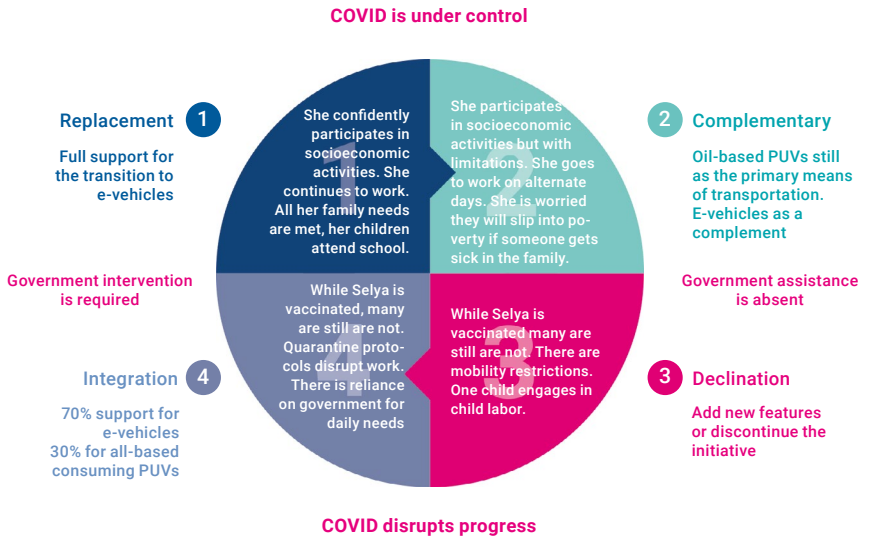 COVID is under control
Replacement 1
Full support for
the transition to
e-vehicles
She confidently
participates in
socioeconomic
activities. She
continues to work.
All her family needs
are met, her children
attend school.
1
She participates
in socioeconomic
activities but with
limitations. She goes
to work on alternate
days. She is worried
they will slip into po-
verty if someone gets
sick in the family.
2
2 Complementary
Oil-based PUVs still
as the primary means
of transportation.
E-vehicles as a
complement
Government intervention
is required
Government assistance
is absent
Integration 4
70% support for
e-vehicles
30% for all-based
consuming PUVs
While Selya is
vaccinated, many
are still are not.
Quarantine proto-
cols disrupt work.
There is reliance
on government for
daily needs
4
While Selya is
vaccinated many are
still are not. There are
mobility restrictions.
One child engages in
child labor.
3
3 Declination
Add new features
or discontinue the
initiative
COVID disrupts progress